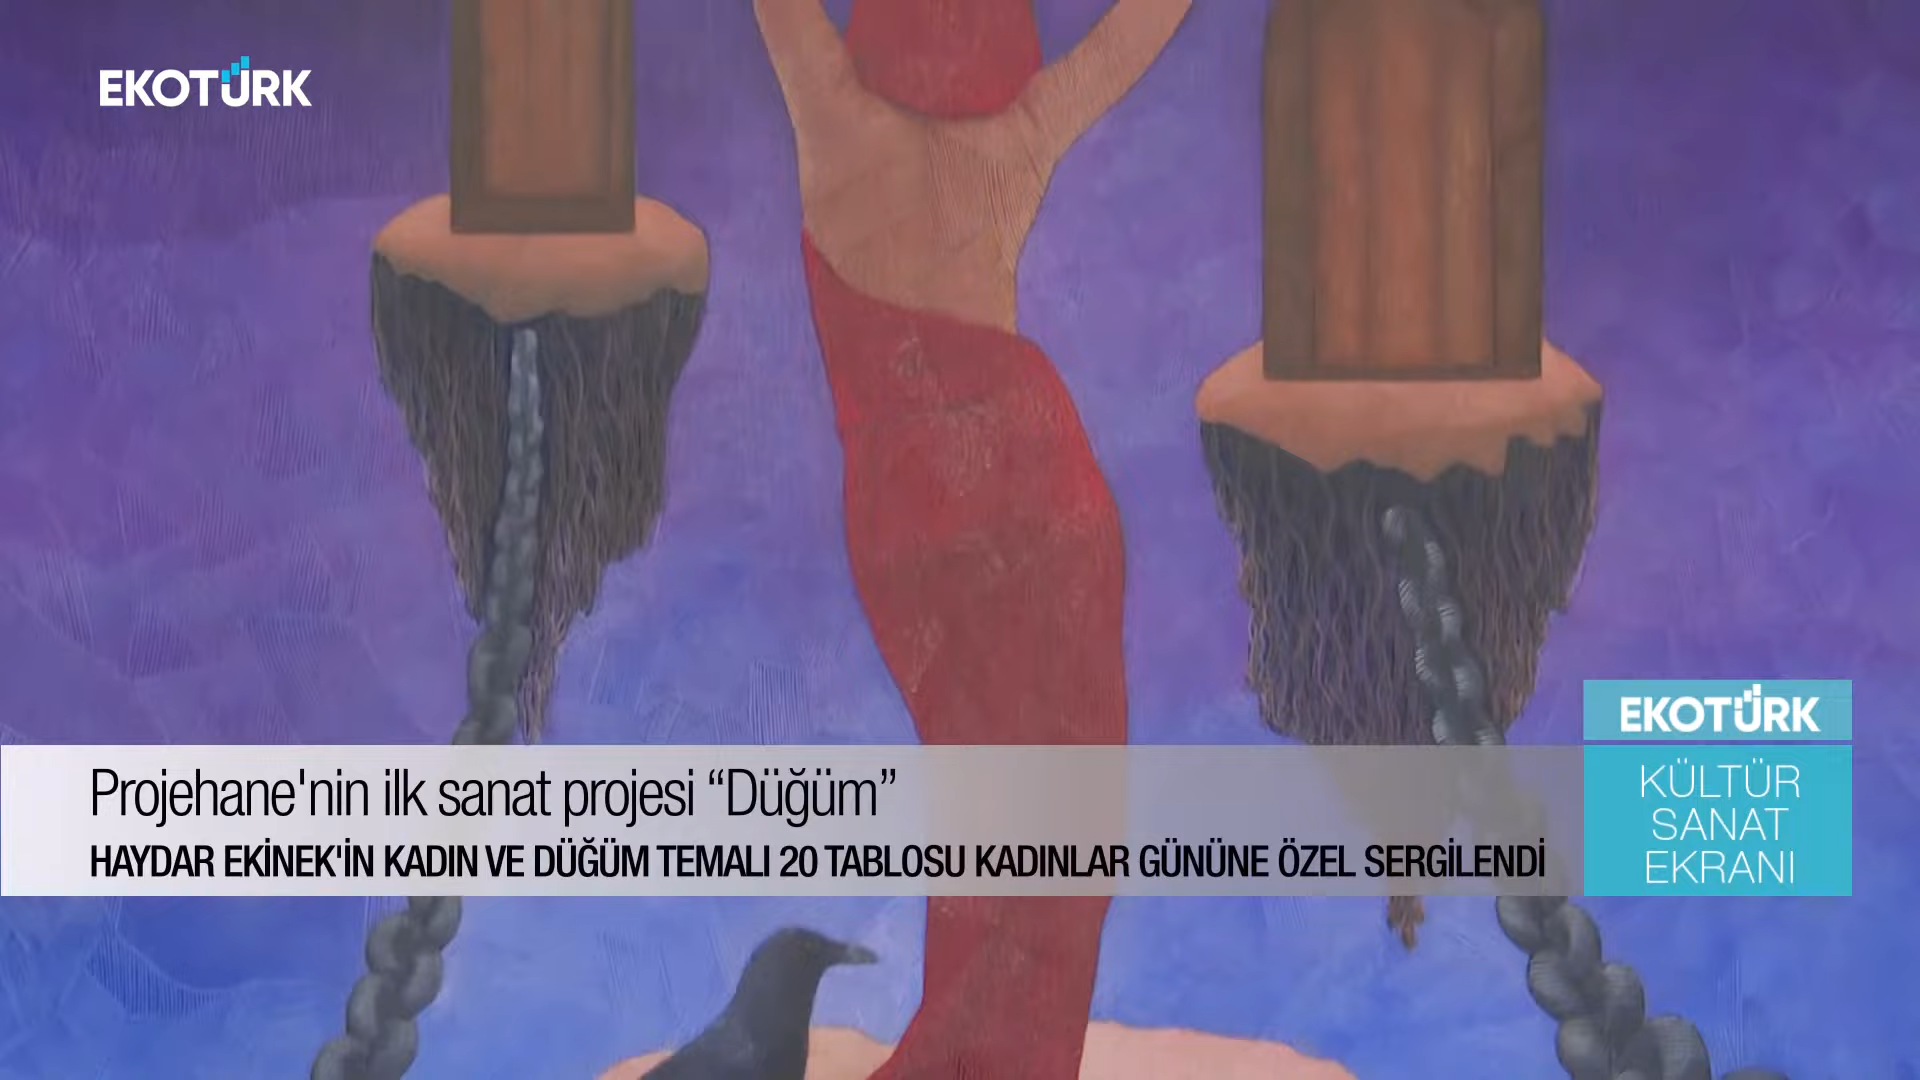 EKOTÜRK
EKOTÜRK
Projehane'nin ilk sanat projesi “Düğüm”
HAYDAR EKİNEK'İN KADIN VE DÜĞÜM TEMALI 20 TABLOSU KADINLAR GÜNÜNE ÖZEL SERGİLENDİ
KÜLTÜR
SANAT
EKRANI